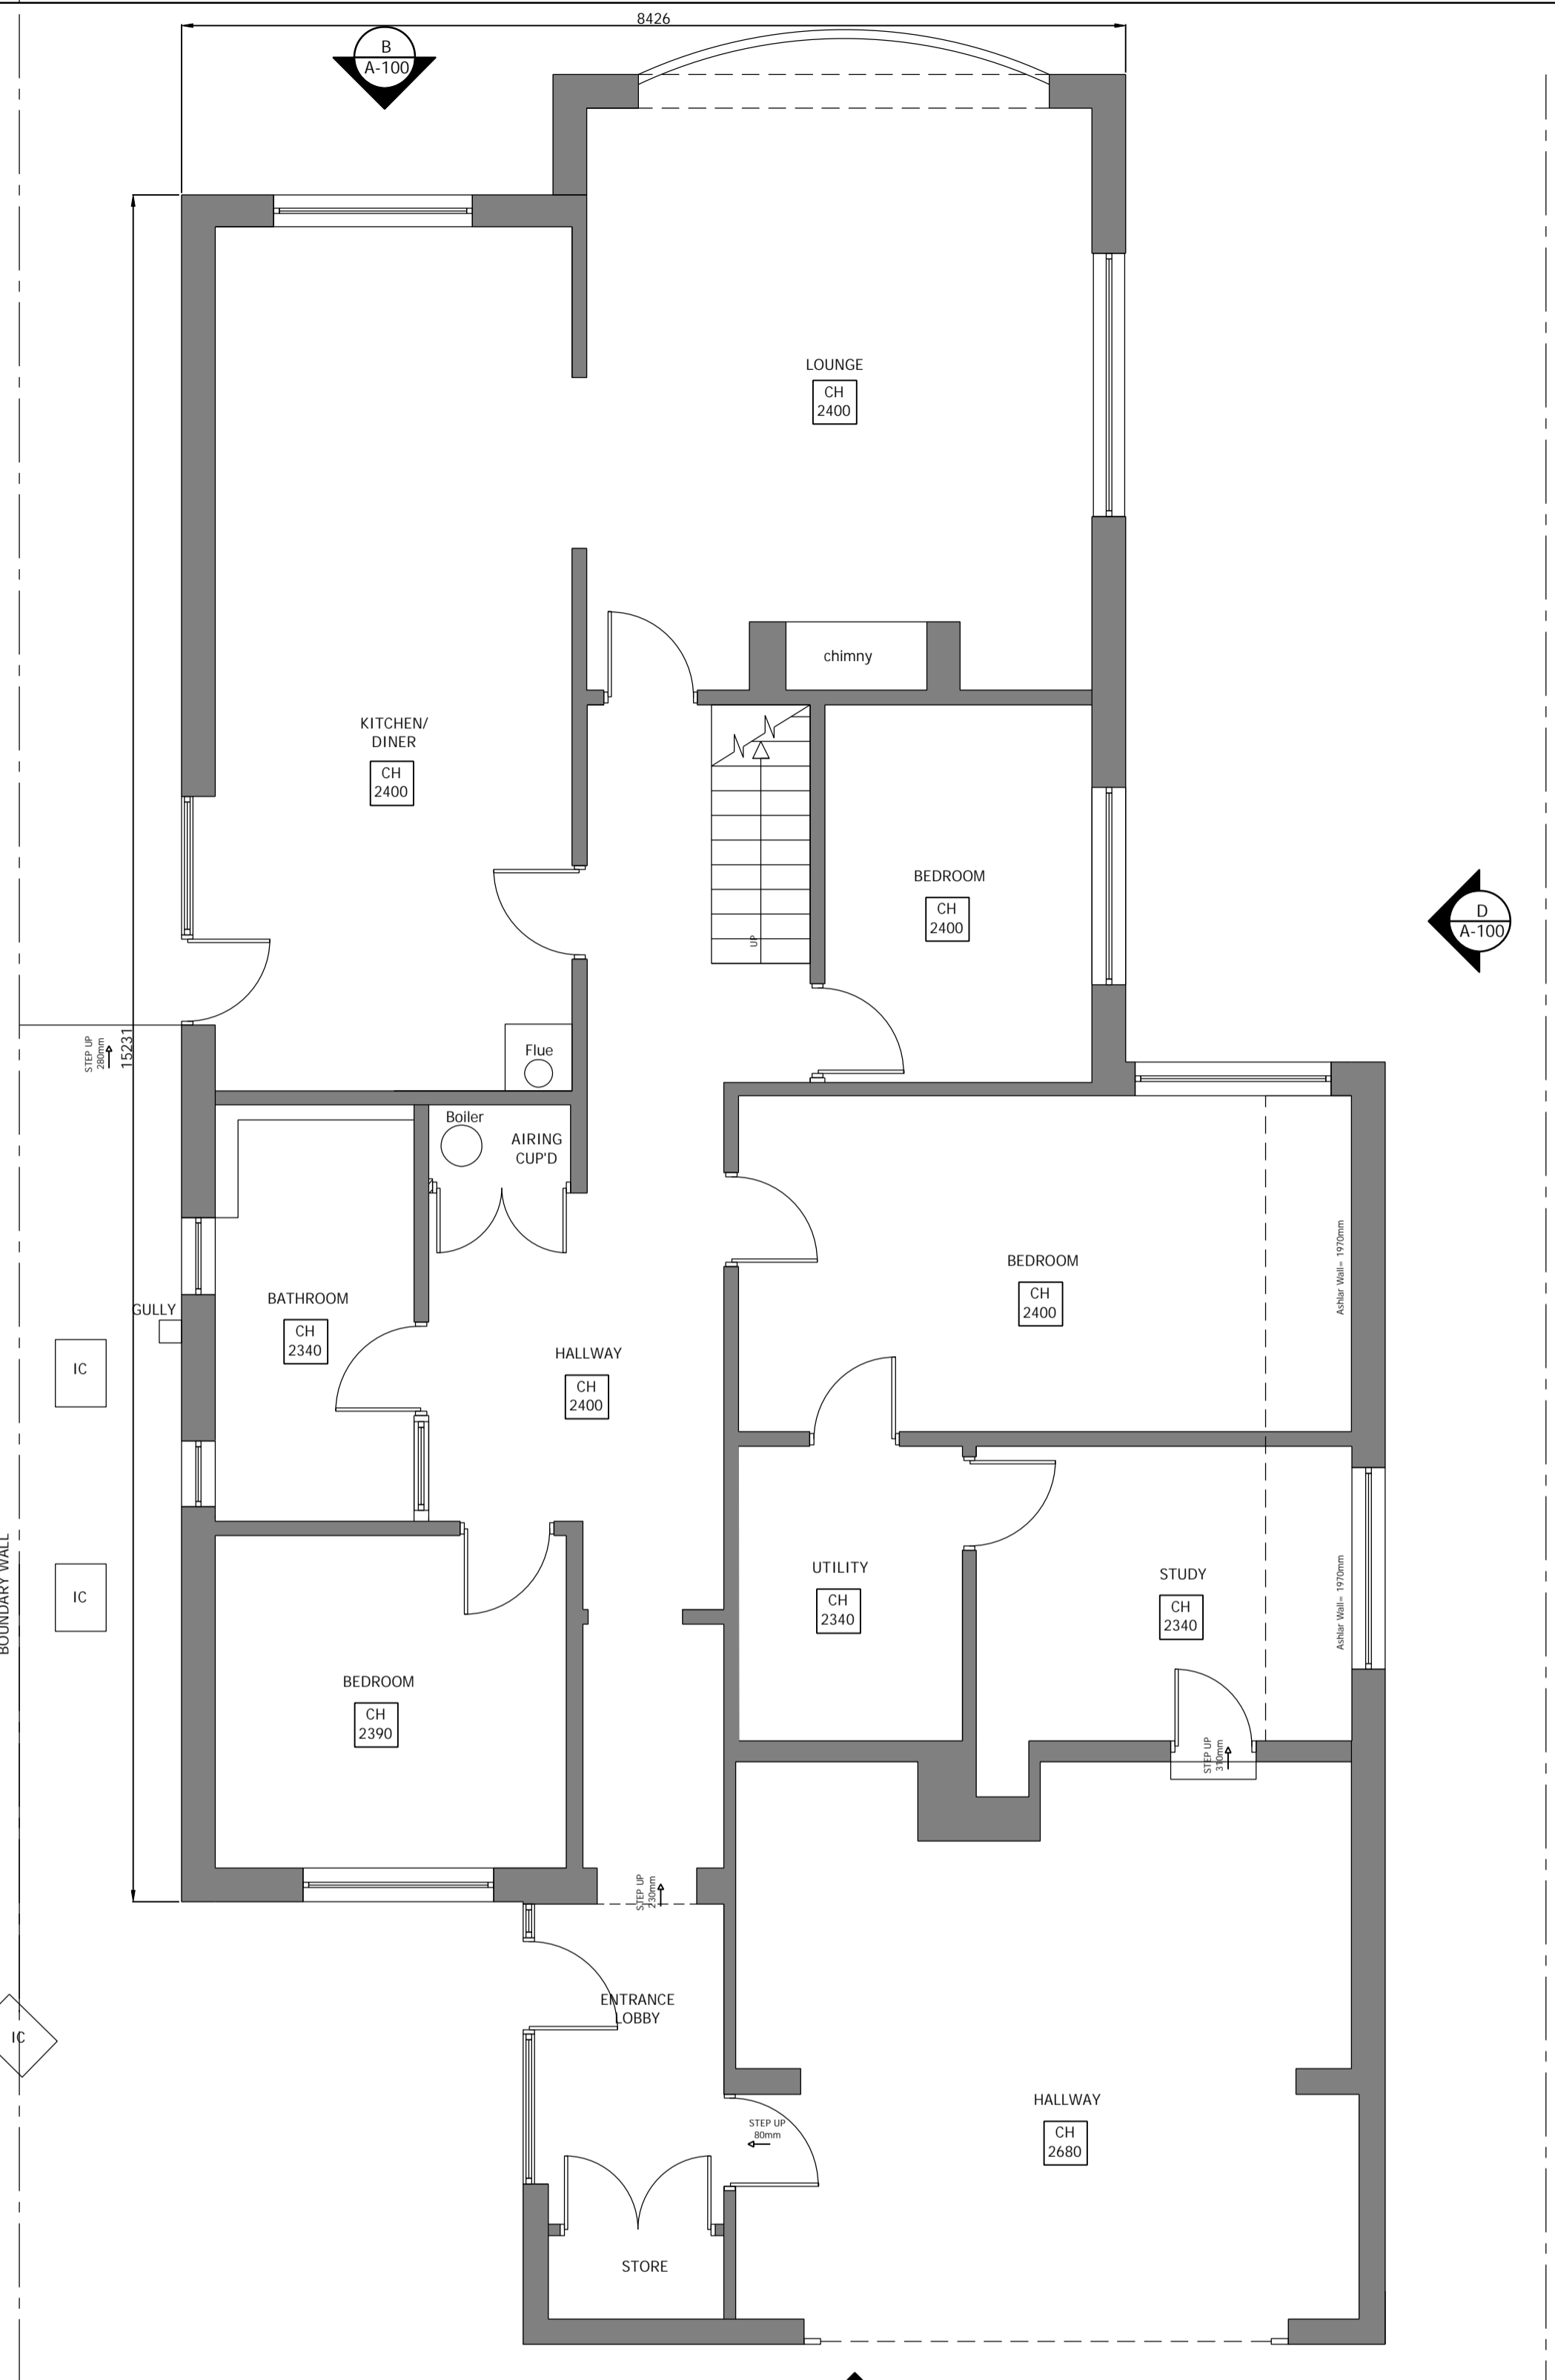 8426
B
A-100
LOUNGE
CH
2400
chimny
KITCHEN/
DINER
CH
2400
BEDROOM
CH
2400
UP
D
A-100
STEP UP
280mm
15231
Flue
Boiler
AIRING
CUP'D
BATHROOM
CH
2340
GULLY
IC
HALLWAY
CH
2400
BEDROOM
CH
2400
Ashlar Wall= 1970mm
BOUNDARY WALL
IC
UTILITY
CH
2340
STUDY
CH
2340
Ashlar Wall= 1970mm
BEDROOM
CH
2390
STEP UP
310mm
STEP UP
230mm
ENTRANCE
LOBBY
IC
HALLWAY
CH
2680
STEP UP
80mm
STORE